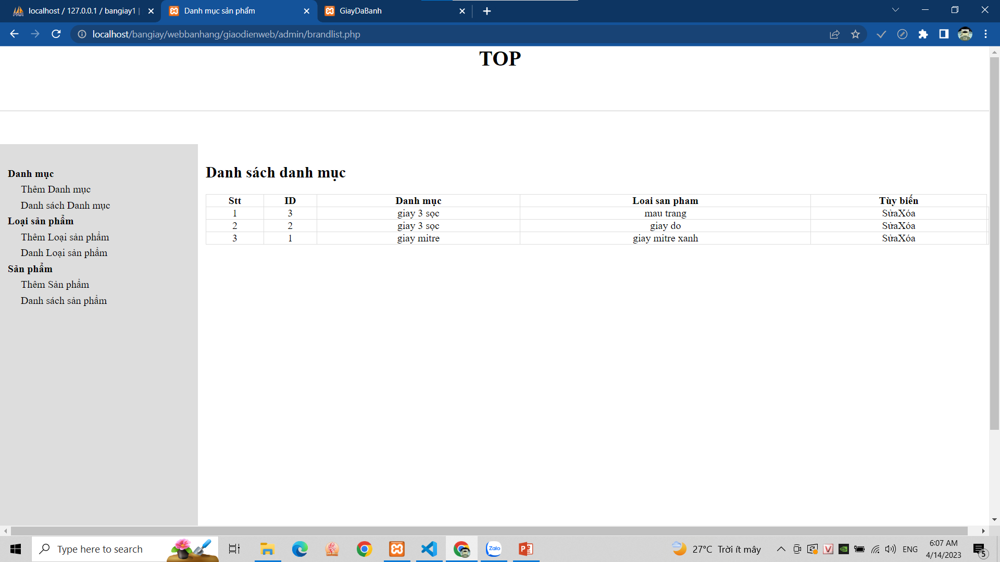 localhost / 127.0.0.1 / bangiay1 |
Danh mục sản phẩm
GiayDaBanh
localhost/bangiay/webbanhang/giaodienweb/admin/brandlist.php
TOP
Danh mục
Thêm Danh mục
Danh sách Danh mục
Loại sản phẩm
Thêm Loại sản phẩm
Danh Loại sản phẩm
Sản phẩm
Thêm Sản phẩm
Danh sách sản phẩm
Danh sách danh mục
Stt ID Danh mục Loai san pham Tùy biến
1 3 giay 3 sọc mau trang SửaXóa
2 2 giay 3 sọc giay do SửaXóa
3 1 giay mitre giay mitre xanh SửaXóa
Type here to search
Zalo
27°C Trời ít mây
ENG
6:07 AM
4/14/2023
5